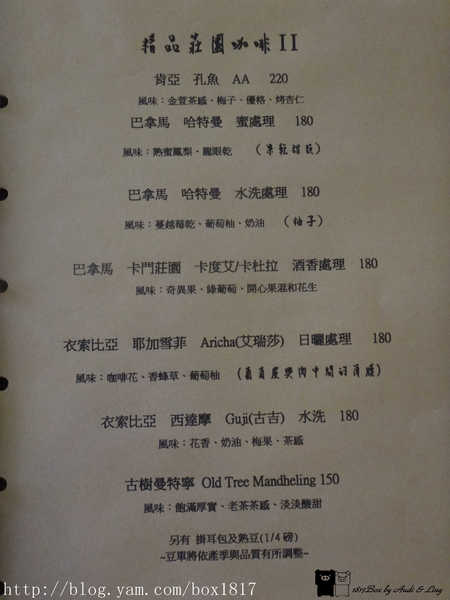 精品莊園咖啡 II
肯亞 孔魚 AA 220
風味：金萱茶感、梅子、優格、烤杏仁
巴拿馬 哈特曼 蜜處理 180
風味：熟蜜鳳梨、龍眼乾
巴拿馬 哈特曼 水洗處理 180
風味：蔓越莓乾、葡萄柚、奶油 (柚子)
巴拿馬 卡門莊園 卡度艾/卡杜拉 酒香處理 180
風味：奇異果、綠葡萄、開心果混和花生
衣索比亞 耶加雪菲 Aricha(艾瑞莎) 日曬處理 180
風味：咖啡花、香蜂草、葡萄柚
衣索比亞 西達摩 Guji(古吉) 水洗 180
風味：花香、奶油、梅果、茶感
古樹曼特寧 Old Tree Mandheling 150
風味：飽滿厚實、老茶茶感、淡淡酸甜
另有 掛耳包及熟豆(1/4 磅)
~豆單將依產季與品質有所調整~
http://blog.yam.com/box1817
1817Box by Audi & Ling